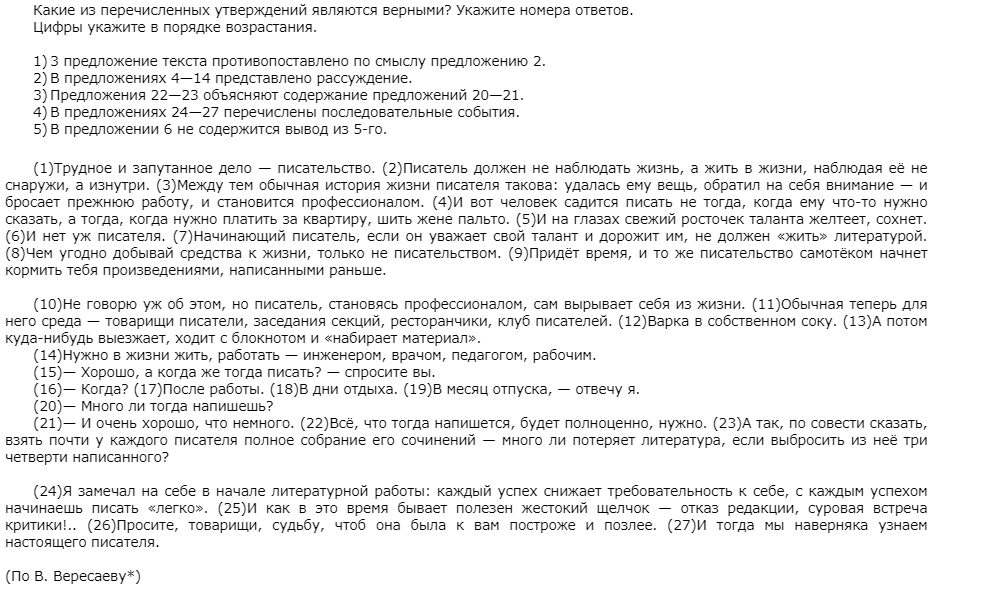 Какие из перечисленных утверждений являются верными? Укажите номера ответов.
Цифры укажите в порядке возрастания.
1) 3 предложение текста противопоставлено по смыслу предложению 2.
2) В предложениях 4—14 представлено рассуждение.
3) Предложения 22—23 объясняют содержание предложений 20—21.
4) В предложениях 24—27 перечислены последовательные события.
5) В предложении 6 не содержится вывод из 5-го.
(1)Трудное и запутанное дело — писательство. (2)Писатель должен не наблюдать жизнь, а жить в жизни, наблюдая её не
снаружи, а изнутри. (3)Между тем обычная история жизни писателя такова: удалась ему вещь, обратил на себя внимание — и
бросает прежнюю работу, и становится профессионалом. (4)И вот человек садится писать не тогда, когда ему что-то нужно
сказать, а тогда, когда нужно платить за квартиру, шить жене пальто. (5)И на глазах свежий росточек таланта желтеет, сохнет.
(6)И нет уж писателя. (7)Начинающий писатель, если он уважает свой талант и дорожит им, не должен «жить» литературой.
(8)Чем угодно добывай средства к жизни, только не писательством. (9)Придёт время, и то же писательство самотёком начнет
кормить тебя произведениями, написанными раньше.
(10)Не говорю уж об этом, но писатель, становясь профессионалом, сам вырывает себя из жизни. (11)Обычная теперь для
него среда — товарищи писатели, заседания секций, ресторанчики, клуб писателей. (12)Варка в собственном соку. (13)А потом
куда-нибудь выезжает, ходит с блокнотом и «набирает материал».
(14)Нужно в жизни жить, работать — инженером, врачом, педагогом, рабочим.
(15)— Хорошо, а когда же тогда писать? — спросите вы.
(16)— Когда? (17)После работы. (18)В дни отдыха. (19)В месяц отпуска, — отвечу я.
(20)— Много ли тогда напишешь?
(21)— И очень хорошо, что немного. (22)Всё, что тогда напишется, будет полноценно, нужно. (23)А так, по совести сказать,
взять почти у каждого писателя полное собрание его сочинений — много ли потеряет литература, если выбросить из неё три
четверти написанного?
(24)Я замечал на себе в начале литературной работы: каждый успех снижает требовательность к себе, с каждым успехом
начинаешь писать «легко». (25)И как в это время бывает полезен жестокий щелчок — отказ редакции, суровая встреча
критики!.. (26)Просите, товарищи, судьбу, чтоб она была к вам построже и позлее. (27)И тогда мы наверняка узнаем
настоящего писателя.
(По В. Вересаеву*)